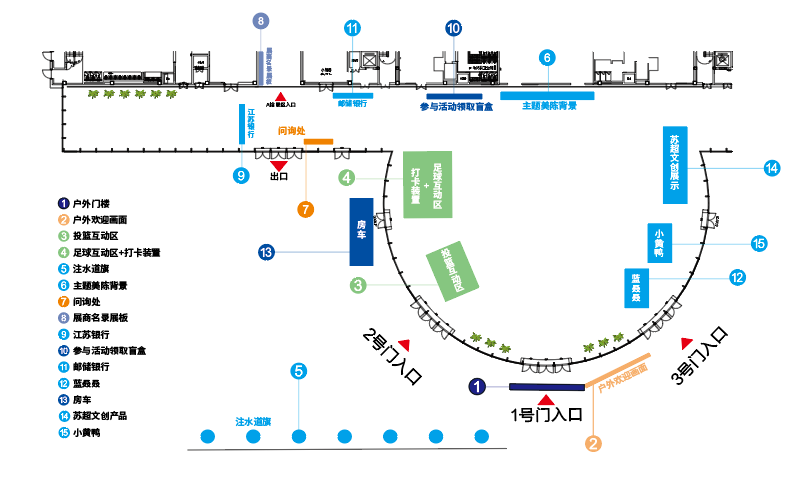 8
11
10
6
展商名录展板
A馆 展区入口
邮储银行
参与活动领取盲盒
主题美陈背景
江苏银行
问询处
出口
9
7
4
足球互动区
+
打卡装置
苏超文创展示
14
房车
13
小黄鸭
15
蓝朵朵
12
投篮互动区
3
1 户外门楼
2 户外欢迎画面
3 投篮互动区
4 足球互动区+打卡装置
5 注水道旗
6 主题美陈背景
7 问询处
8 展商名录展板
9 江苏银行
10 参与活动领取盲盒
11 邮储银行
12 蓝朵朵
13 房车
14 苏超文创产品
15 小黄鸭
2号门入口
3号门入口
5
1
户外欢迎画面
1号门入口
2
注水道旗